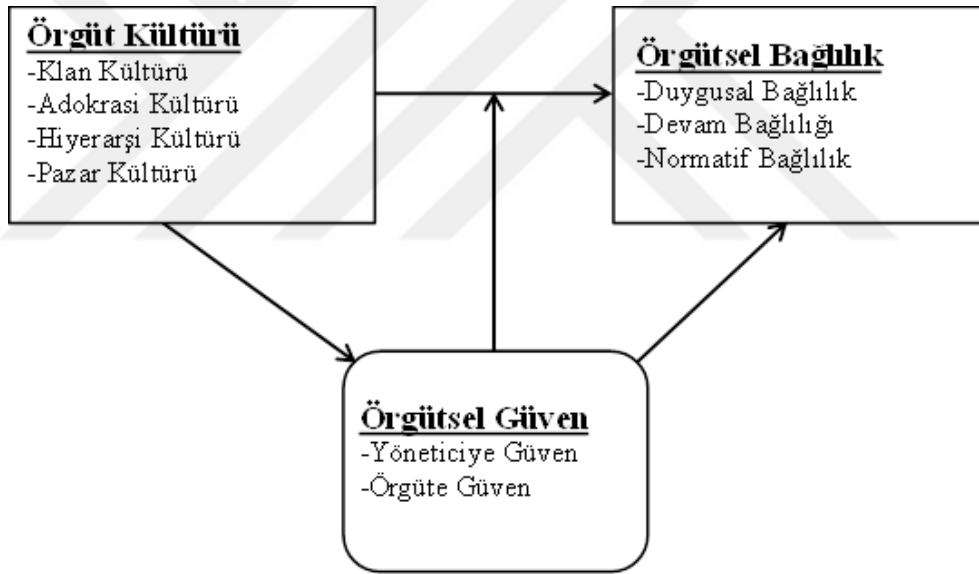 Örgüt Kültürü
-Klan Kültürü
-Adokrasi Kültürü
-Hiyerarşi Kültürü
-Pazar Kültürü
Örgütsel Bağlılık
-Duygusal Bağlılık
-Devam Bağlılığı
-Normatif Bağlılık
Örgütsel Güven
-Yöneticiye Güven
-Örgüte Güven